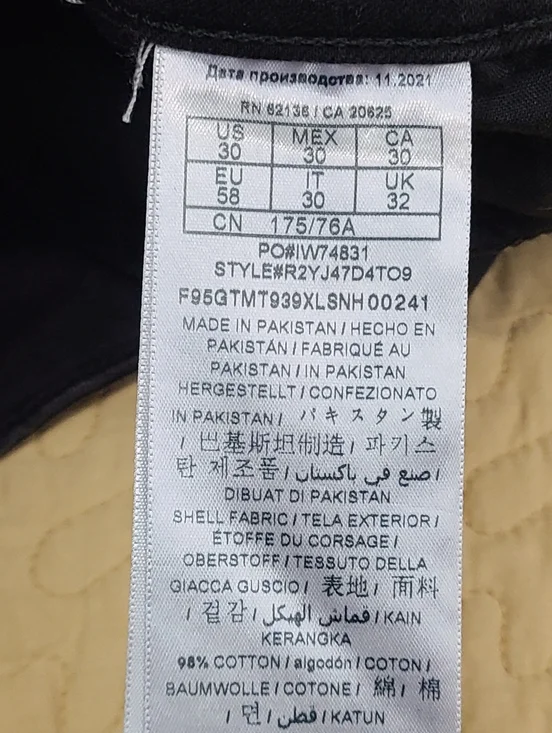 Дата производства: 11.2021
RN 62136 / CA 20625
US 30 MEX 30 CA 30
EU 58 IT 30 UK 32
CN 175/76A
PO#IW74831
STYLE#R2YJ47D4TO9
F95GTMT939XLSNH00241
MADE IN PAKISTAN / HECHO EN
PAKISTÁN / FABRIQUÉ AU
PAKISTAN / IN PAKISTAN
HERGESTELLT / CONFEZIONATO
IN PAKISTAN / パキスタン製
/ 巴基斯坦制造 / 파키스
탄 제조품 / صنع في باكستان /
DIBUAT DI PAKISTAN
SHELL FABRIC / TELA EXTERIOR /
ÉTOFFE DU CORSAGE /
OBERSTOFF / TESSUTO DELLA
GIACCA GUSCIO / 表地 / 面料
/ 겉감 / قماش الهيكل / KAIN
KERANGKA
98% COTTON / algodón / COTON /
BAUMWOLLE / COTONE / 綿 / 棉
/ 면 / قطن / KATUN